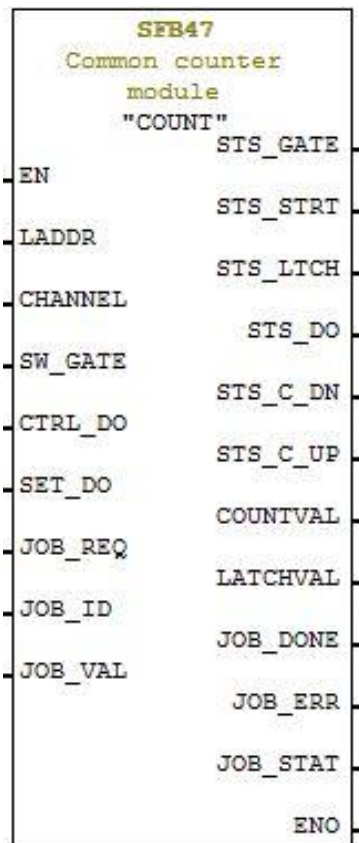 SFB47
Common counter
module
"COUNT"
STS_GATE
EN
STS_STRT
LADDR
STS_LTCH
CHANNEL
STS_DO
SW_GATE
STS_C_DN
CTRL_DO
STS_C_UP
SET_DO
COUNTVAL
JOB_REQ
LATCHVAL
JOB_ID
JOB_DONE
JOB_VAL
JOB_ERR
JOB_STAT
ENO